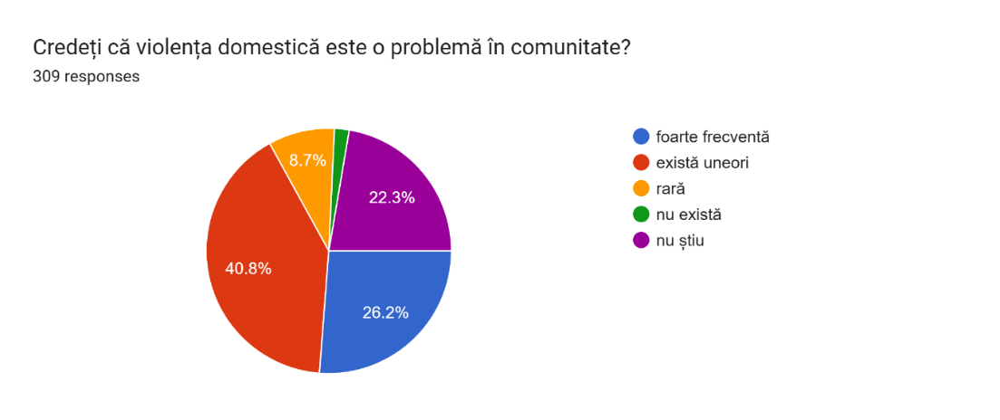 Credeți că violența domestică este o problemă în comunitate?
309 responses
foarte frecventă
există uneori
rară
nu există
nu știu
8.7%
22.3%
40.8%
26.2%